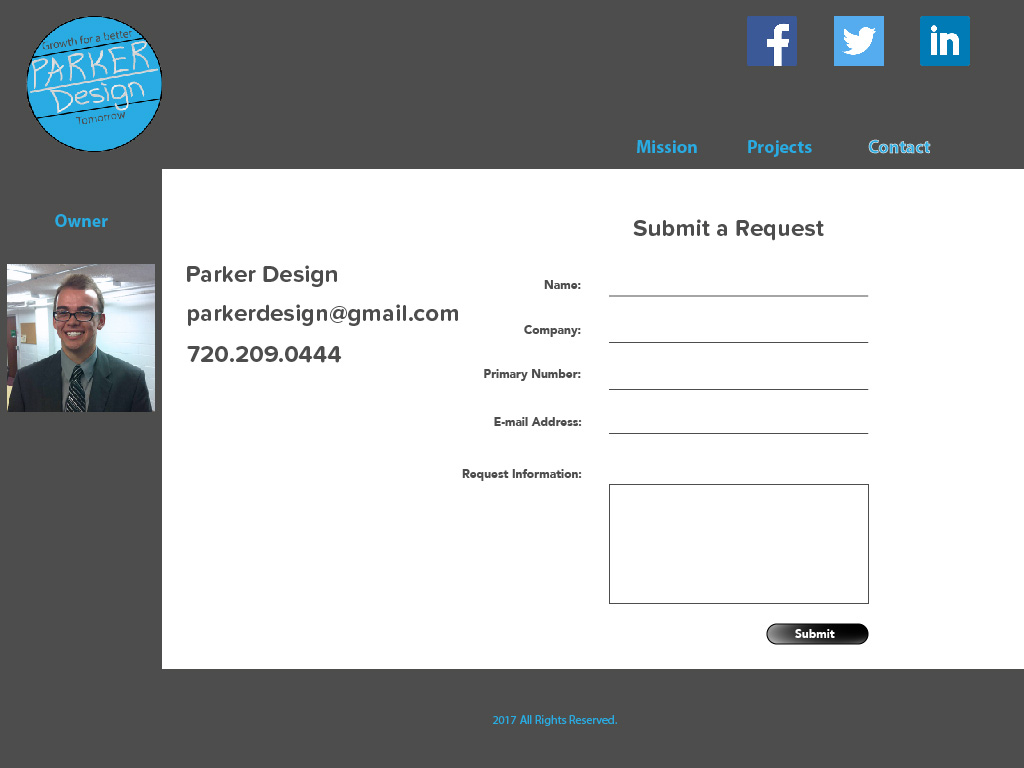 Growth for a better
PARKER
Design
Tomorrow
Mission
Projects
Contact
Owner
Submit a Request
Parker Design
parkerdesign@gmail.com
720.209.0444
Name:
Company:
Primary Number:
E-mail Address:
Request Information:
Submit
2017 All Rights Reserved.